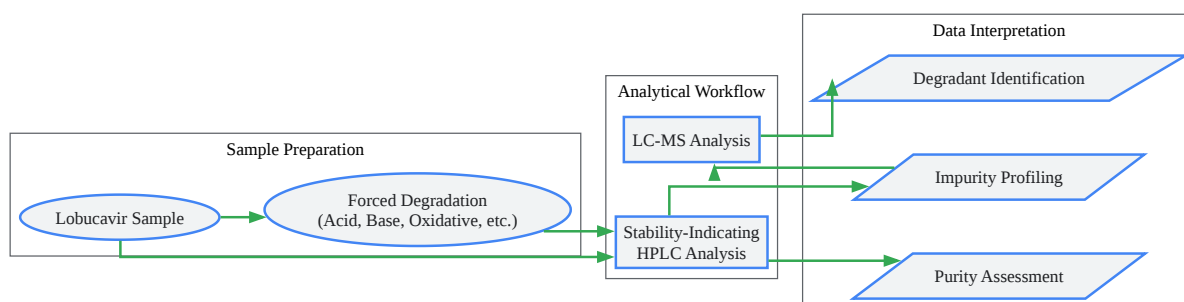 Sample Preparation
Lobucavir Sample
Forced Degradation
(Acid, Base, Oxidative, etc.)
Analytical Workflow
LC-MS Analysis
Stability-Indicating
HPLC Analysis
Data Interpretation
Degradant Identification
Impurity Profiling
Purity Assessment